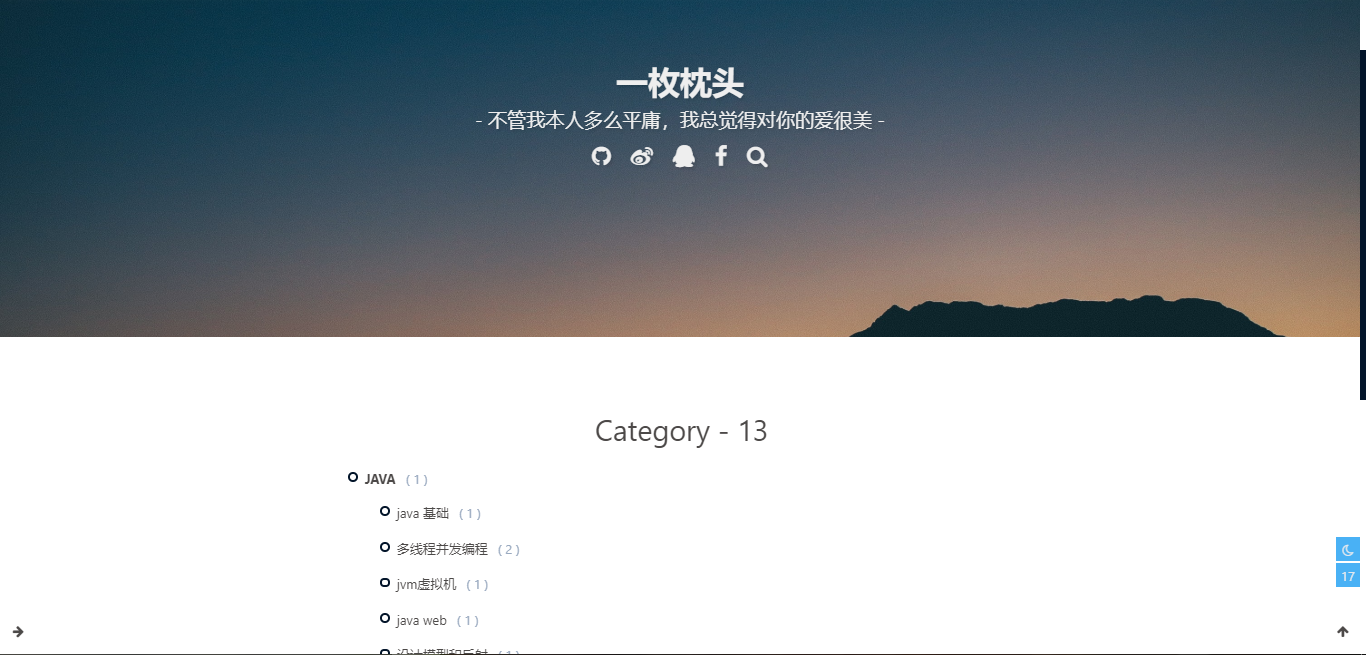 一枚枕头
- 不管我本人多么平庸，我总觉得对你的爱很美 -
Category - 13
JAVA ( 1 )
java 基础 ( 1 )
多线程并发编程 ( 2 )
jvm虚拟机 ( 1 )
java web ( 1 )
17